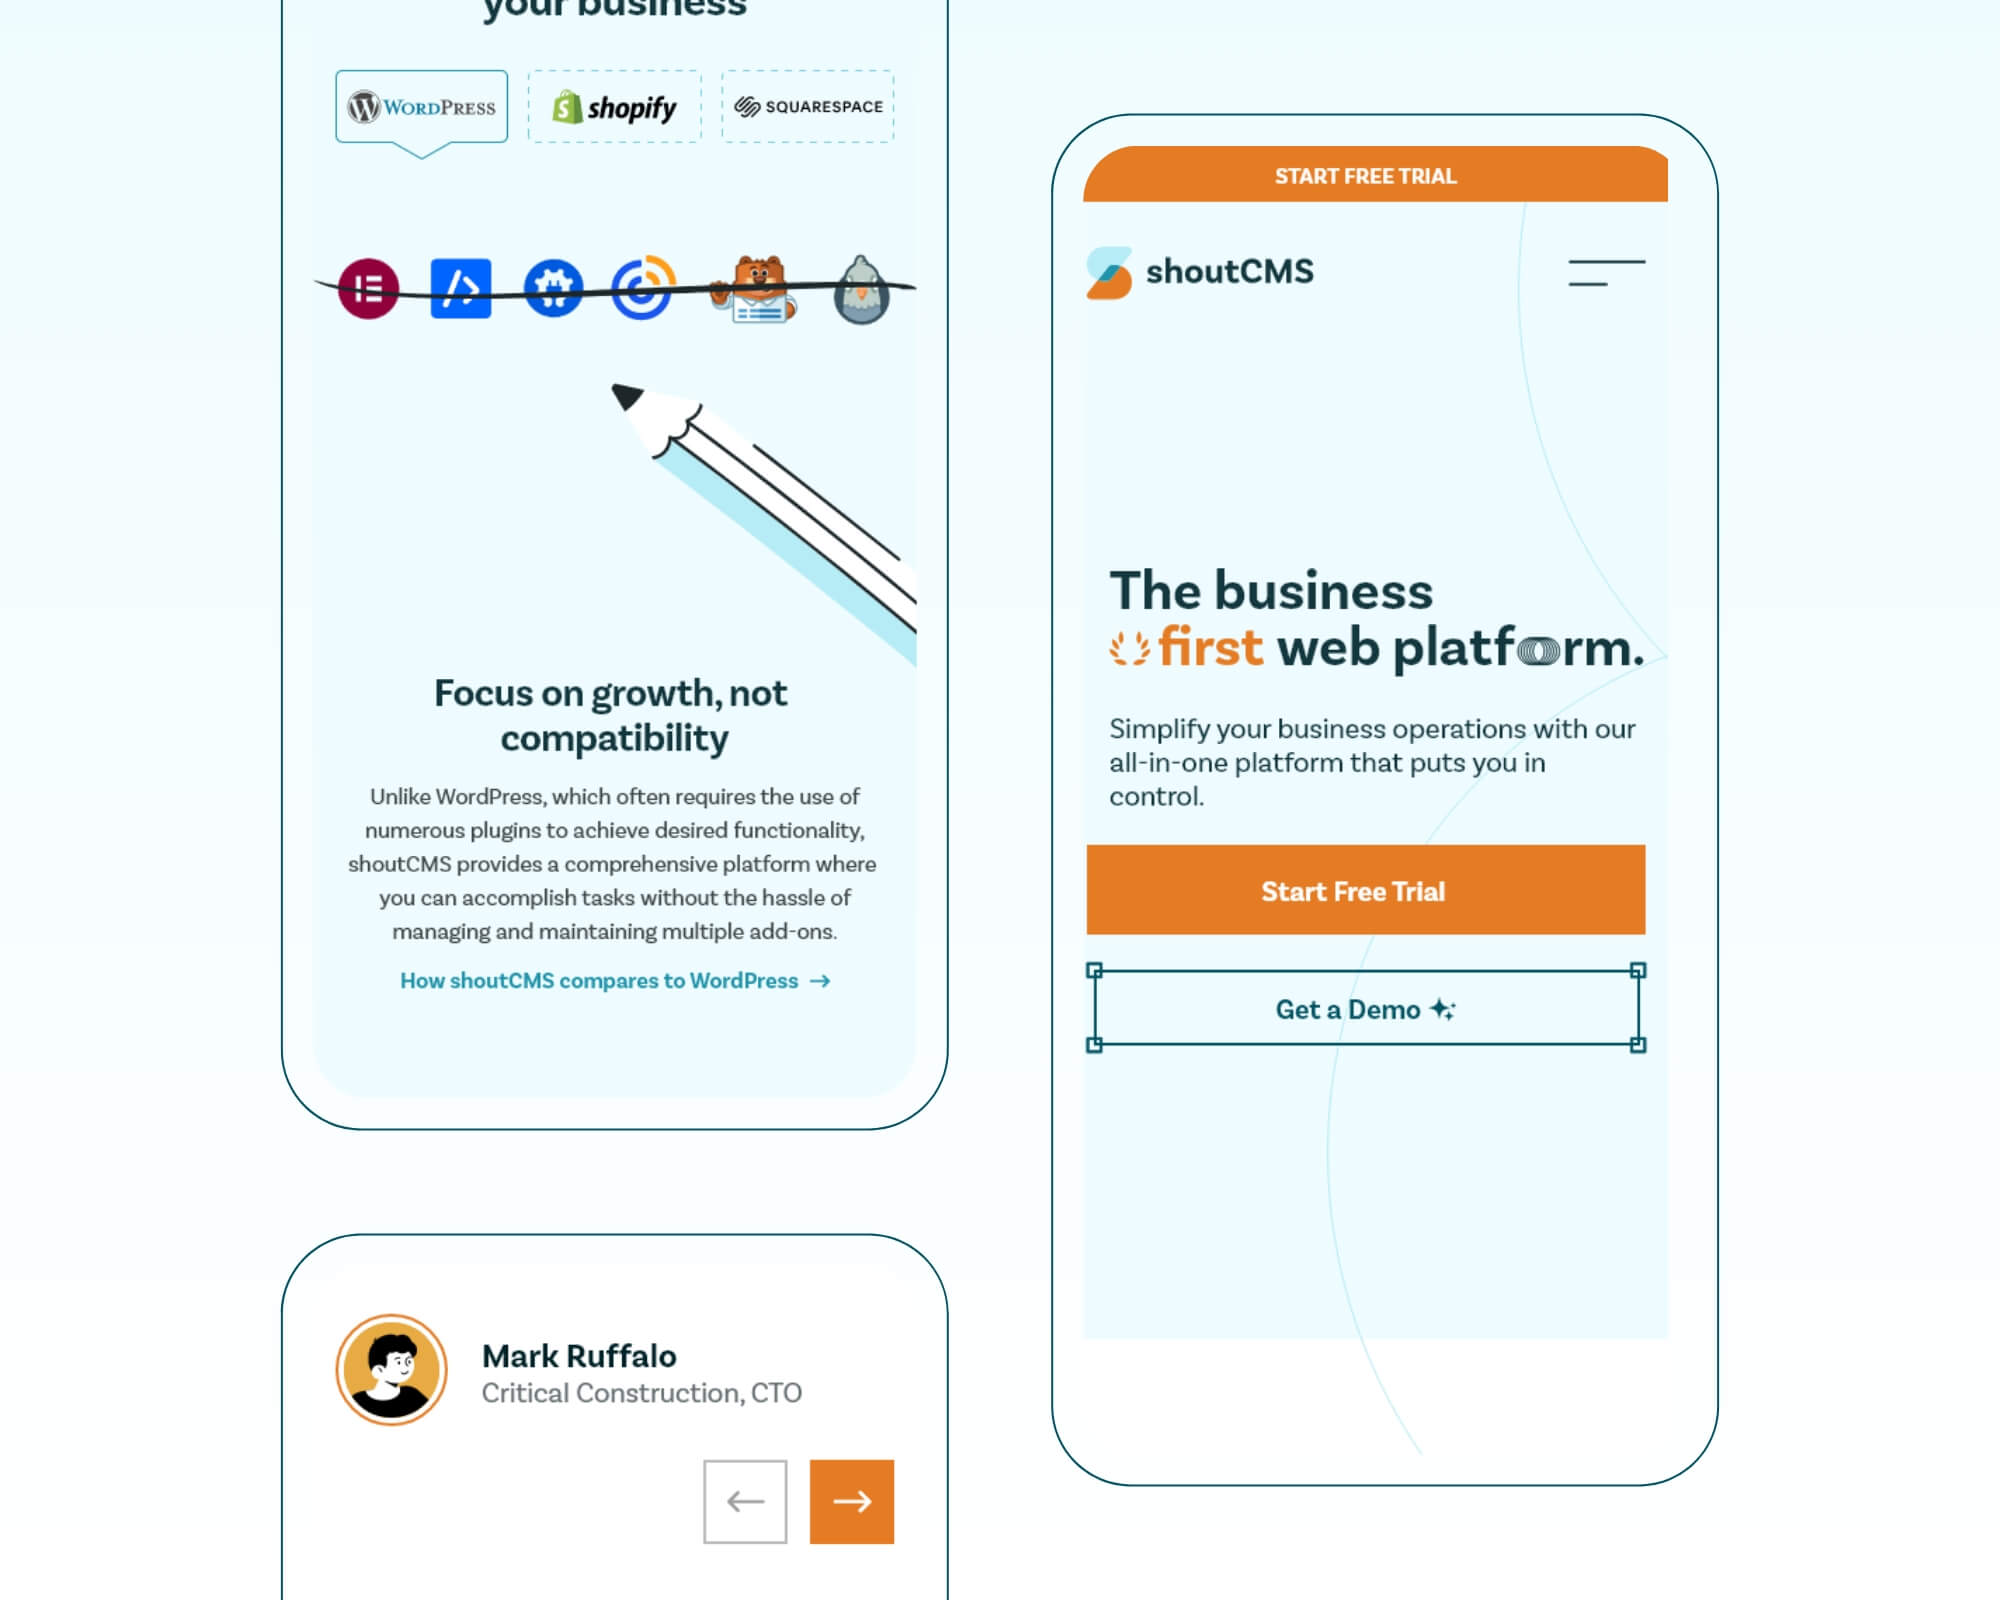 your business
WORDPRESS
shopify
SQUARESPACE
Focus on growth, not
compatibility
Unlike WordPress, which often requires the use of
numerous plugins to achieve desired functionality,
shoutCMS provides a comprehensive platform where
you can accomplish tasks without the hassle of
managing and maintaining multiple add-ons.
How shoutCMS compares to WordPress →
Mark Ruffalo
Critical Construction, CTO
START FREE TRIAL
shoutCMS
The business
first web platform.
Simplify your business operations with our
all-in-one platform that puts you in
control.
Start Free Trial
Get a Demo